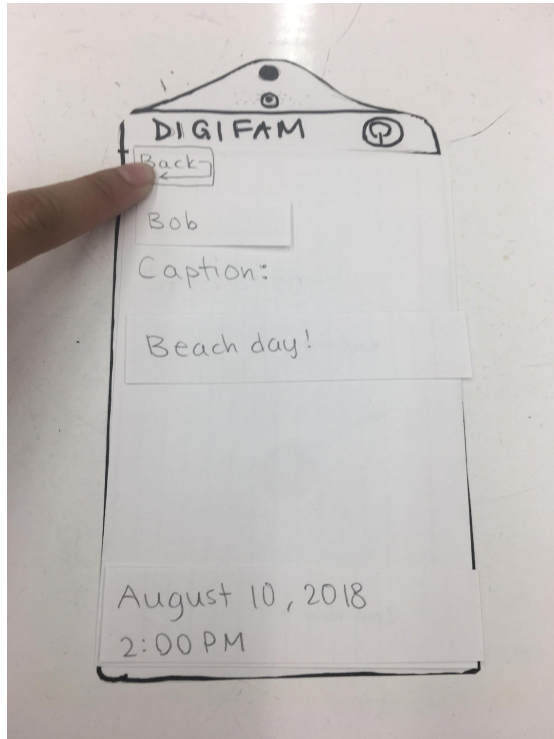 DIGIFAM
Back
Bob
Caption:
Beach day!
August 10, 2018
2:00 PM